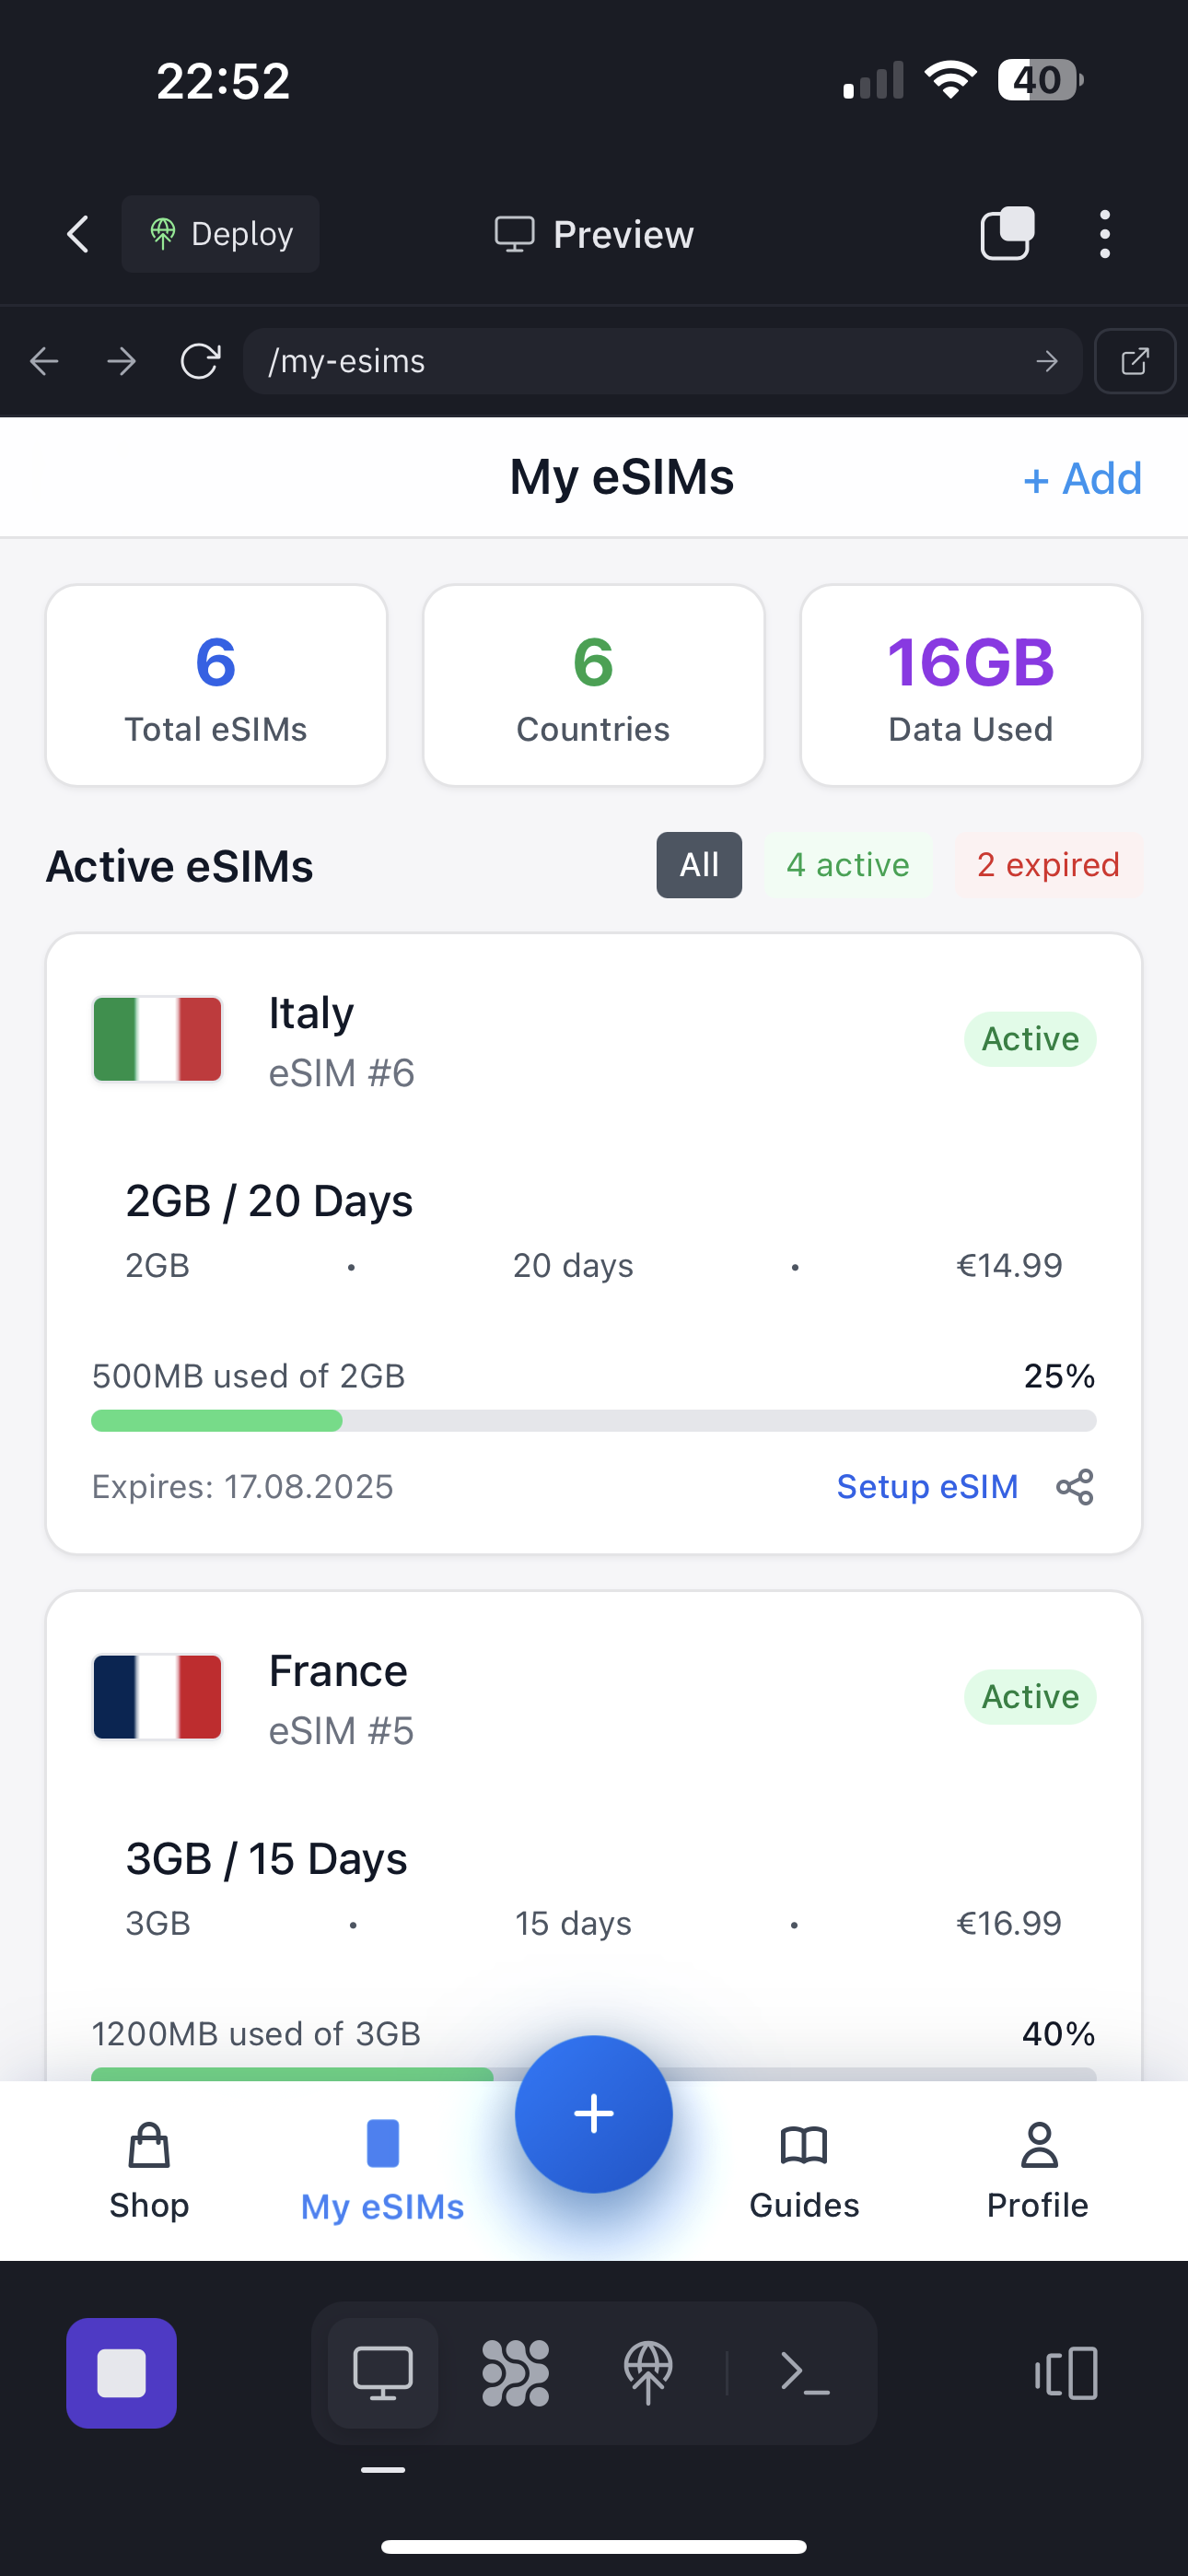 22:52
40
Deploy
Preview
/my-esims
My eSIMs
+ Add
6
Total eSIMs
6
Countries
16GB
Data Used
Active eSIMs
All
4 active
2 expired
Italy
eSIM #6
Active
2GB / 20 Days
2GB • 20 days • €14.99
500MB used of 2GB
25%
Expires: 17.08.2025
Setup eSIM
France
eSIM #5
Active
3GB / 15 Days
3GB • 15 days • €16.99
1200MB used of 3GB
40%
Shop
My eSIMs
Guides
Profile